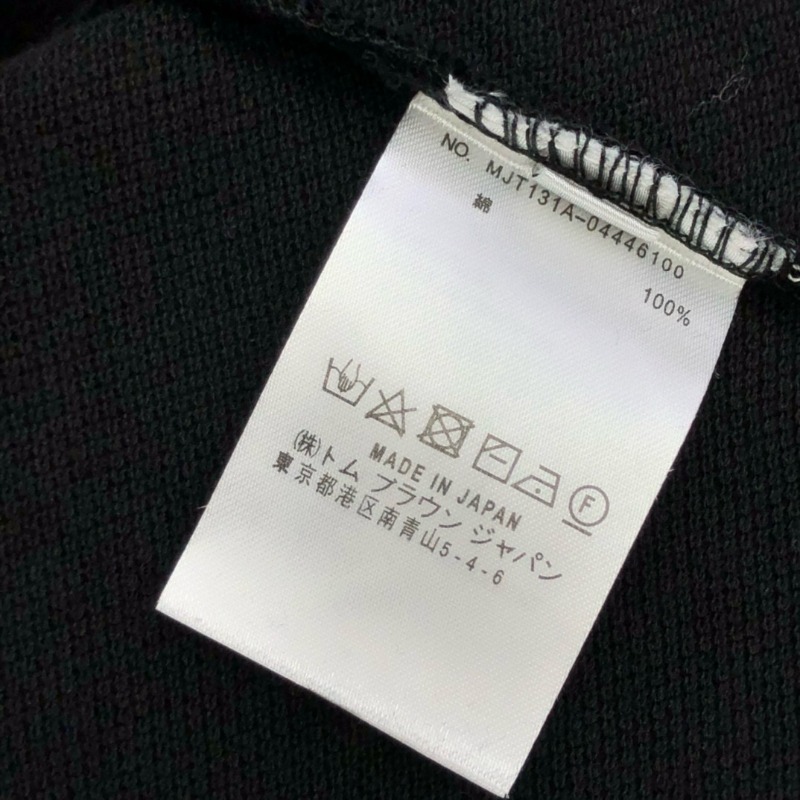 NO. MJT131A-04446100
綿 100%
MADE IN JAPAN
(株)トム ブラウン ジャパン
東京都港区南青山5-4-6
F